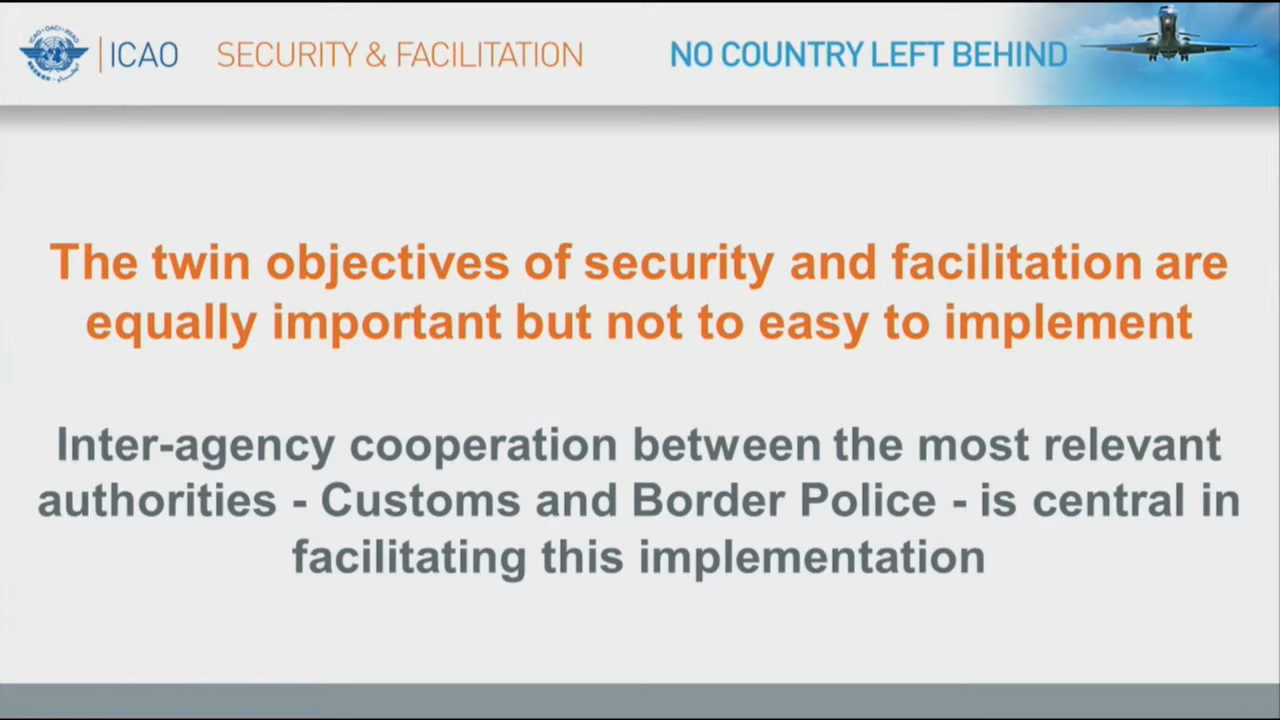 ICAO SECURITY & FACILITATION NO COUNTRY LEFT BEHIND
The twin objectives of security and facilitation are
equally important but not to easy to implement
Inter-agency cooperation between the most relevant
authorities - Customs and Border Police - is central in
facilitating this implementation